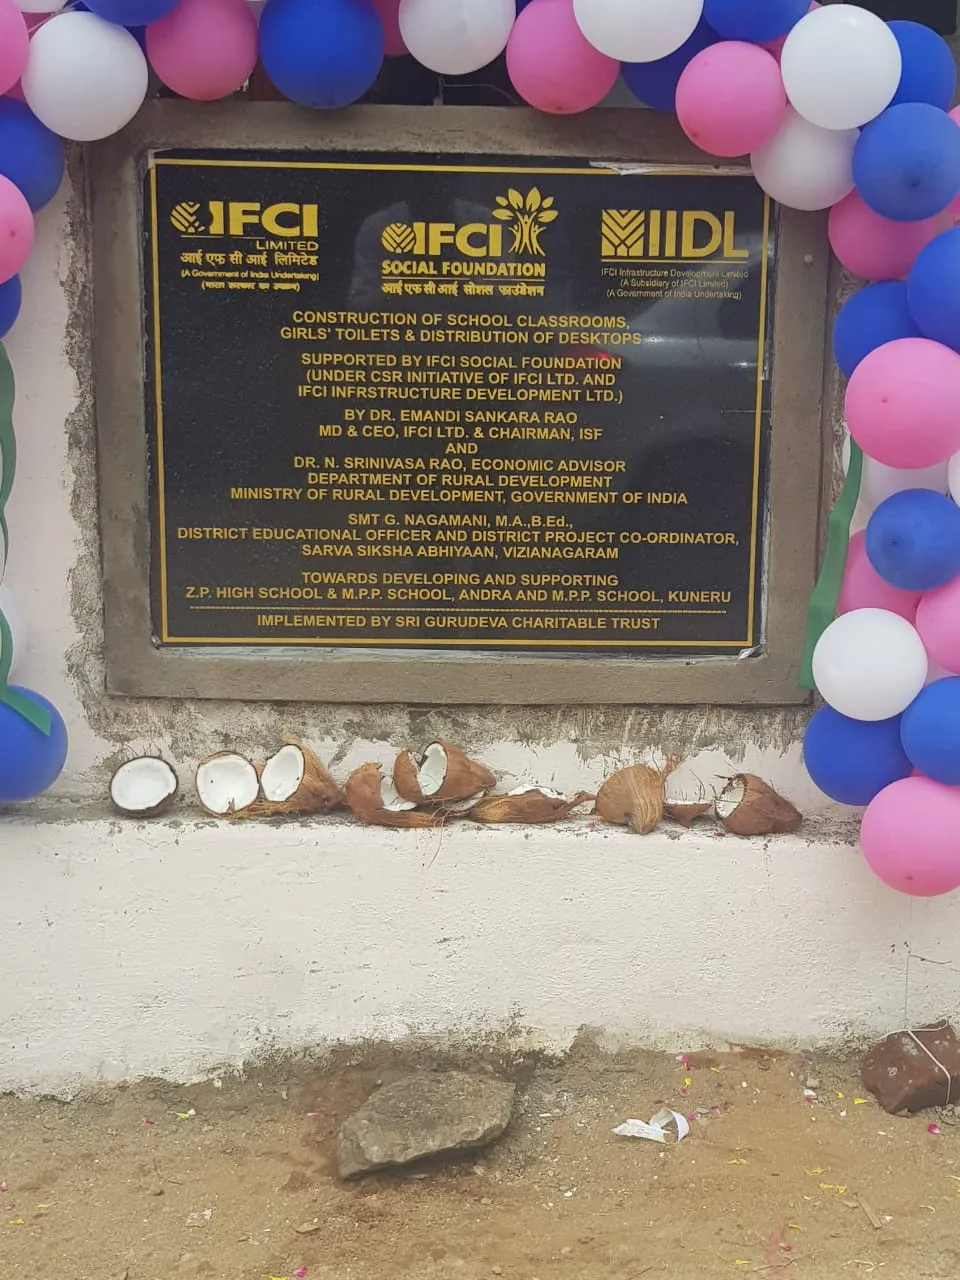 IFCI
LIMITED
आई एफ सी आई लिमिटेड
(A Government of India Undertaking)
(भारत सरकार का उपक्रम)
IFCI
SOCIAL FOUNDATION
आई एफ सी आई सोशल फाउंडेशन
IIDL
IFCI Infrastructure Development Limited
(A Subsidiary of IFCI Limited)
(A Government of India Undertaking)
CONSTRUCTION OF SCHOOL CLASSROOMS,
GIRLS' TOILETS & DISTRIBUTION OF DESKTOPS
SUPPORTED BY IFCI SOCIAL FOUNDATION
(UNDER CSR INITIATIVE OF IFCI LTD. AND
IFCI INFRSTRUCTURE DEVELOPMENT LTD.)
BY DR. EMANDI SANKARA RAO
MD & CEO, IFCI LTD. & CHAIRMAN, ISF
AND
DR. N. SRINIVASA RAO, ECONOMIC ADVISOR
DEPARTMENT OF RURAL DEVELOPMENT
MINISTRY OF RURAL DEVELOPMENT, GOVERNMENT OF INDIA
SMT G. NAGAMANI, M.A.,B.Ed.,
DISTRICT EDUCATIONAL OFFICER AND DISTRICT PROJECT CO-ORDINATOR,
SARVA SIKSHA ABHIYAAN, VIZIANAGARAM
TOWARDS DEVELOPING AND SUPPORTING
Z.P. HIGH SCHOOL & M.P.P. SCHOOL, ANDRA AND M.P.P. SCHOOL, KUNERU
IMPLEMENTED BY SRI GURUDEVA CHARITABLE TRUST